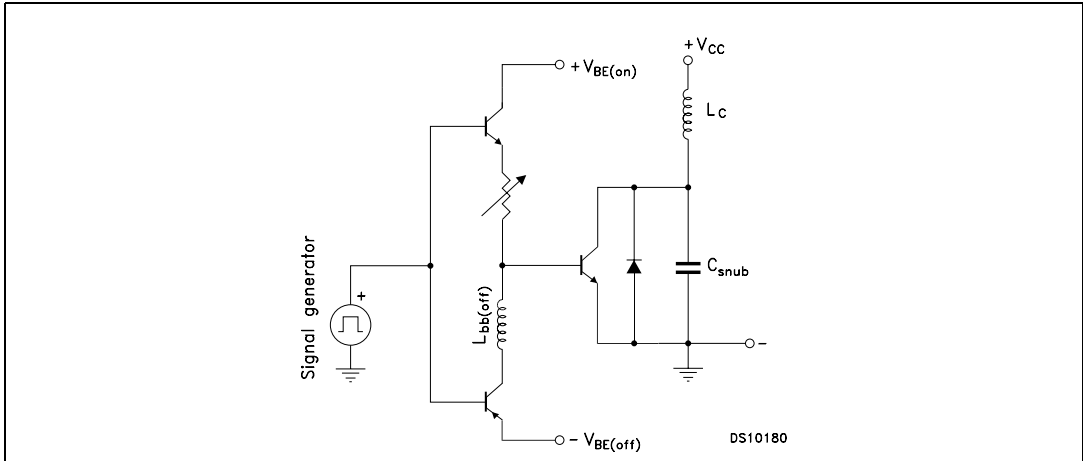 + VBE(on)
+ VCC
LC
Signal generator
+
Lbb(off)
Csnub
-
- VBE(off)
DS10180